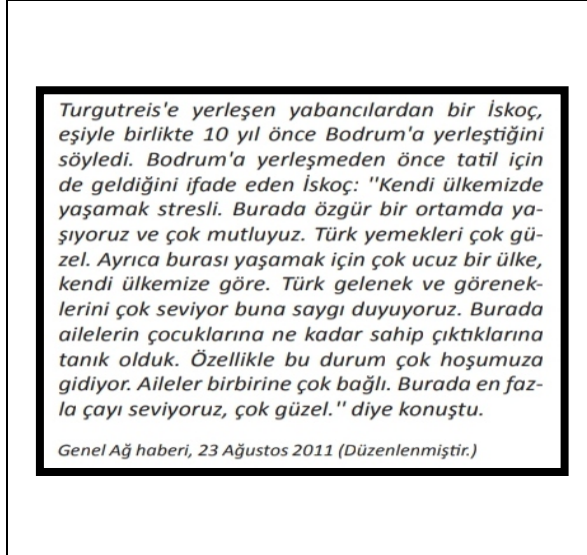 Turgutreis'e yerleşen yabancılardan bir İskoç,
eşiyle birlikte 10 yıl önce Bodrum'a yerleştiğini
söyledi. Bodrum'a yerleşmeden önce tatil için
de geldiğini ifade eden İskoç: ''Kendi ülkemizde
yaşamak stresli. Burada özgür bir ortamda ya-
şıyoruz ve çok mutluyuz. Türk yemekleri çok gü-
zel. Ayrıca burası yaşamak için çok ucuz bir ülke,
kendi ülkemize göre. Türk gelenek ve görenek-
lerini çok seviyor buna saygı duyuyoruz. Burada
ailelerin çocuklarına ne kadar sahip çıktıklarına
tanık olduk. Özellikle bu durum çok hoşumuza
gidiyor. Aileler birbirine çok bağlı. Burada en faz-
la çayı seviyoruz, çok güzel.'' diye konuştu.
Genel Ağ haberi, 23 Ağustos 2011 (Düzenlenmiştir.)